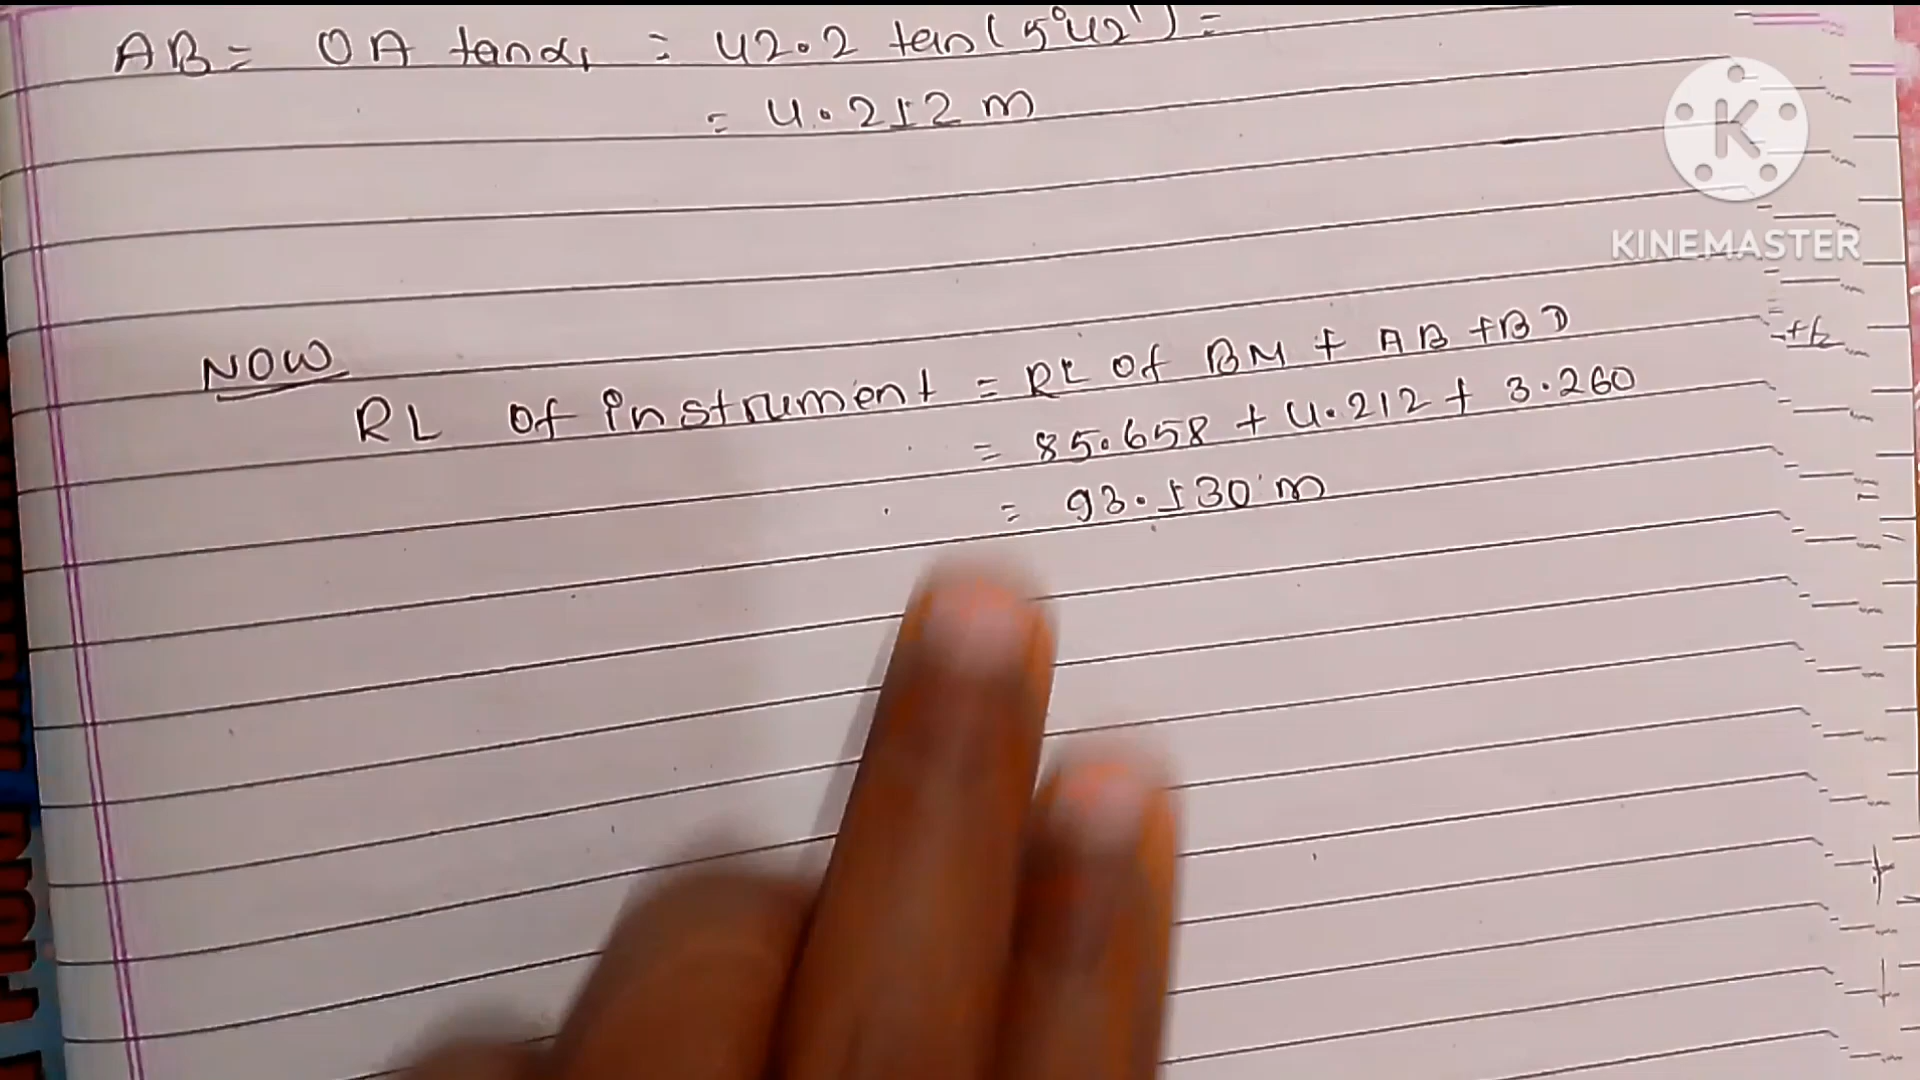 AB = OA tanα₁ = 42.2 tan(5°42') =
= 4.212 m
K
KINEMASTER
NOW
RL of instrument = RL of BM + AB + BD
= 85.658 + 4.212 + 3.260
= 93.130 m